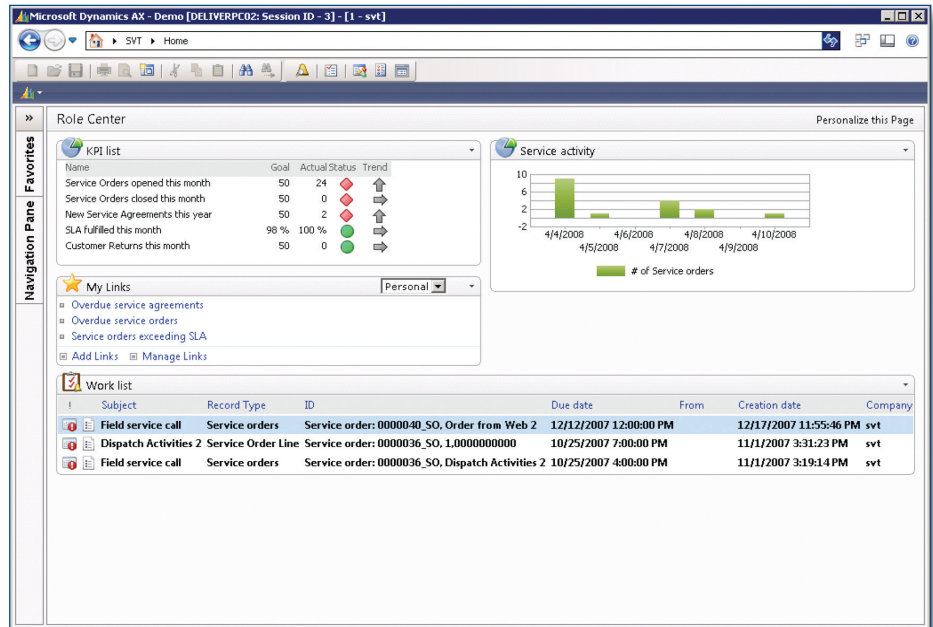 Microsoft Dynamics AX - Demo [DELIVERPC02: Session ID - 3] - [1 - svt]
SVT Home
Role Center Personalize this Page
Favorites
Navigation Pane
KPI list
Name Goal Actual Status Trend
Service Orders opened this month 50 24
Service Orders closed this month 50 0
New Service Agreements this year 50 2
SLA fulfilled this month 98 % 100 %
Customer Returns this month 50 0
Service activity
10
6
2
-2
4/4/2008 4/6/2008 4/8/2008 4/10/2008
4/5/2008 4/7/2008 4/9/2008
# of Service orders
My Links Personal
Overdue service agreements
Overdue service orders
Service orders exceeding SLA
Add Links Manage Links
Work list
! Subject Record Type ID Due date From Creation date Company
Field service call Service orders Service order: 0000040_SO, Order from Web 2 12/12/2007 12:00:00 PM 12/17/2007 11:55:46 PM svt
Dispatch Activities 2 Service Order Line Service order: 0000036_SO, 1,0000000000 10/25/2007 7:00:00 PM 11/1/2007 3:31:23 PM svt
Field service call Service orders Service order: 0000036_SO, Dispatch Activities 2 10/25/2007 4:00:00 PM 11/1/2007 3:19:14 PM svt